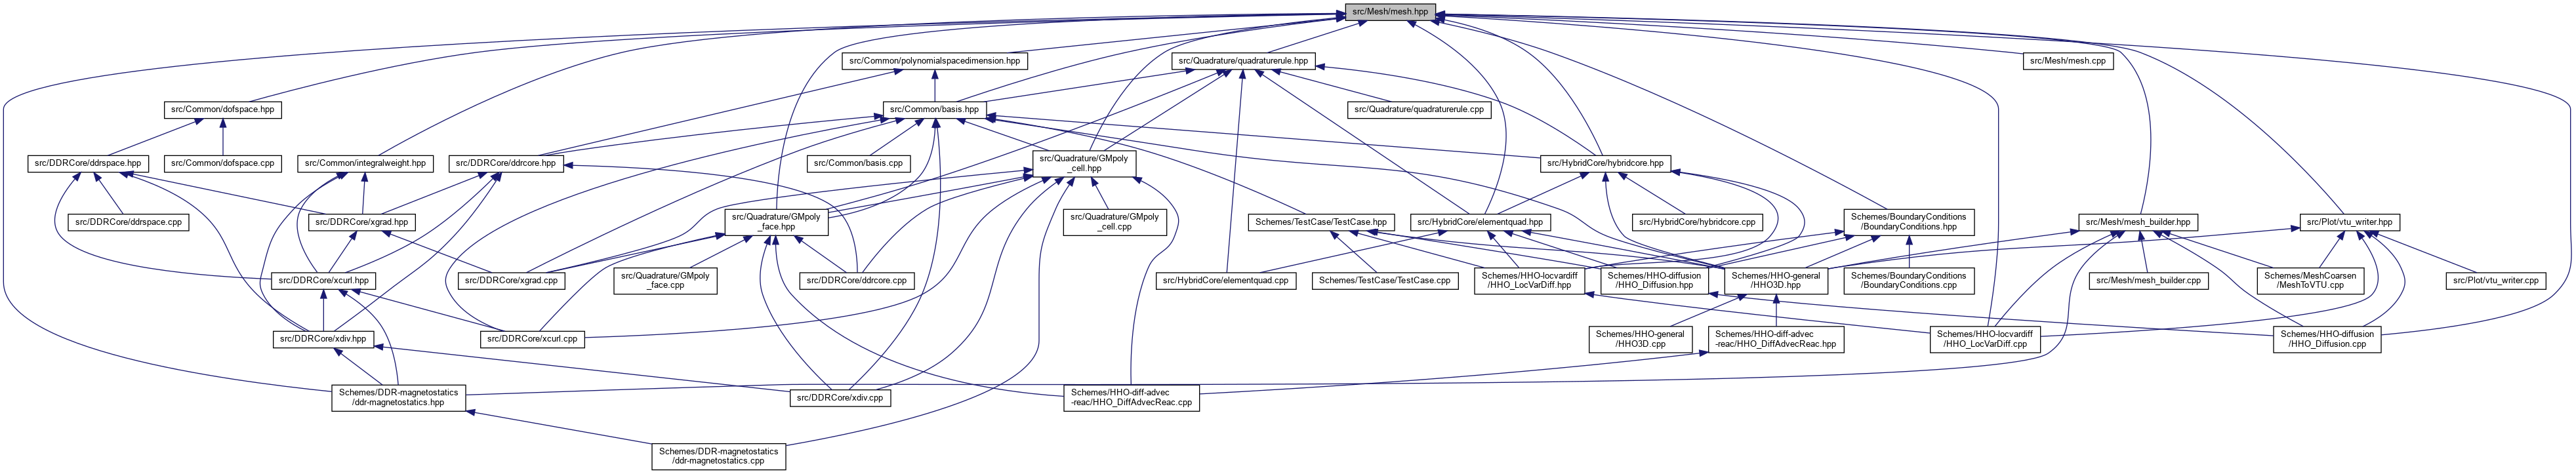 src/Mesh/mesh.hpp
src/Common/polynomialspacedimension.hpp
src/Quadrature/quadraturerule.hpp
src/Mesh/mesh.cpp
src/Common/dofspace.hpp
src/Common/basis.hpp
src/Quadrature/quadraturerule.cpp
src/DDRCore/ddrspace.hpp
src/Common/dofspace.cpp
src/Common/integralweight.hpp
src/DDRCore/ddrcore.hpp
src/Common/basis.cpp
src/Quadrature/GMpoly
_cell.hpp
src/HybridCore/hybridcore.hpp
src/DDRCore/ddrspace.cpp
src/DDRCore/xgrad.hpp
src/Quadrature/GMpoly
_face.hpp
src/Quadrature/GMpoly
_cell.cpp
Schemes/TestCase/TestCase.hpp
src/HybridCore/elementquad.hpp
src/HybridCore/hybridcore.cpp
Schemes/BoundaryConditions
/BoundaryConditions.hpp
src/Mesh/mesh_builder.hpp
src/Plot/vtu_writer.hpp
src/DDRCore/xcurl.hpp
src/DDRCore/xgrad.cpp
src/Quadrature/GMpoly
_face.cpp
src/DDRCore/ddrcore.cpp
src/HybridCore/elementquad.cpp
Schemes/TestCase/TestCase.cpp
Schemes/HHO-locvardiff
/HHO_LocVarDiff.hpp
Schemes/HHO-diffusion
/HHO_Diffusion.hpp
Schemes/HHO-general
/HHO3D.hpp
Schemes/BoundaryConditions
/BoundaryConditions.cpp
src/Mesh/mesh_builder.cpp
Schemes/MeshCoarsen
/MeshToVTU.cpp
src/Plot/vtu_writer.cpp
src/DDRCore/xdiv.hpp
src/DDRCore/xcurl.cpp
Schemes/HHO-general
/HHO3D.cpp
Schemes/HHO-diff-advec
-reac/HHO_DiffAdvecReac.hpp
Schemes/HHO-locvardiff
/HHO_LocVarDiff.cpp
Schemes/HHO-diffusion
/HHO_Diffusion.cpp
Schemes/DDR-magnetostatics
/ddr-magnetostatics.hpp
src/DDRCore/xdiv.cpp
Schemes/HHO-diff-advec
-reac/HHO_DiffAdvecReac.cpp
Schemes/DDR-magnetostatics
/ddr-magnetostatics.cpp